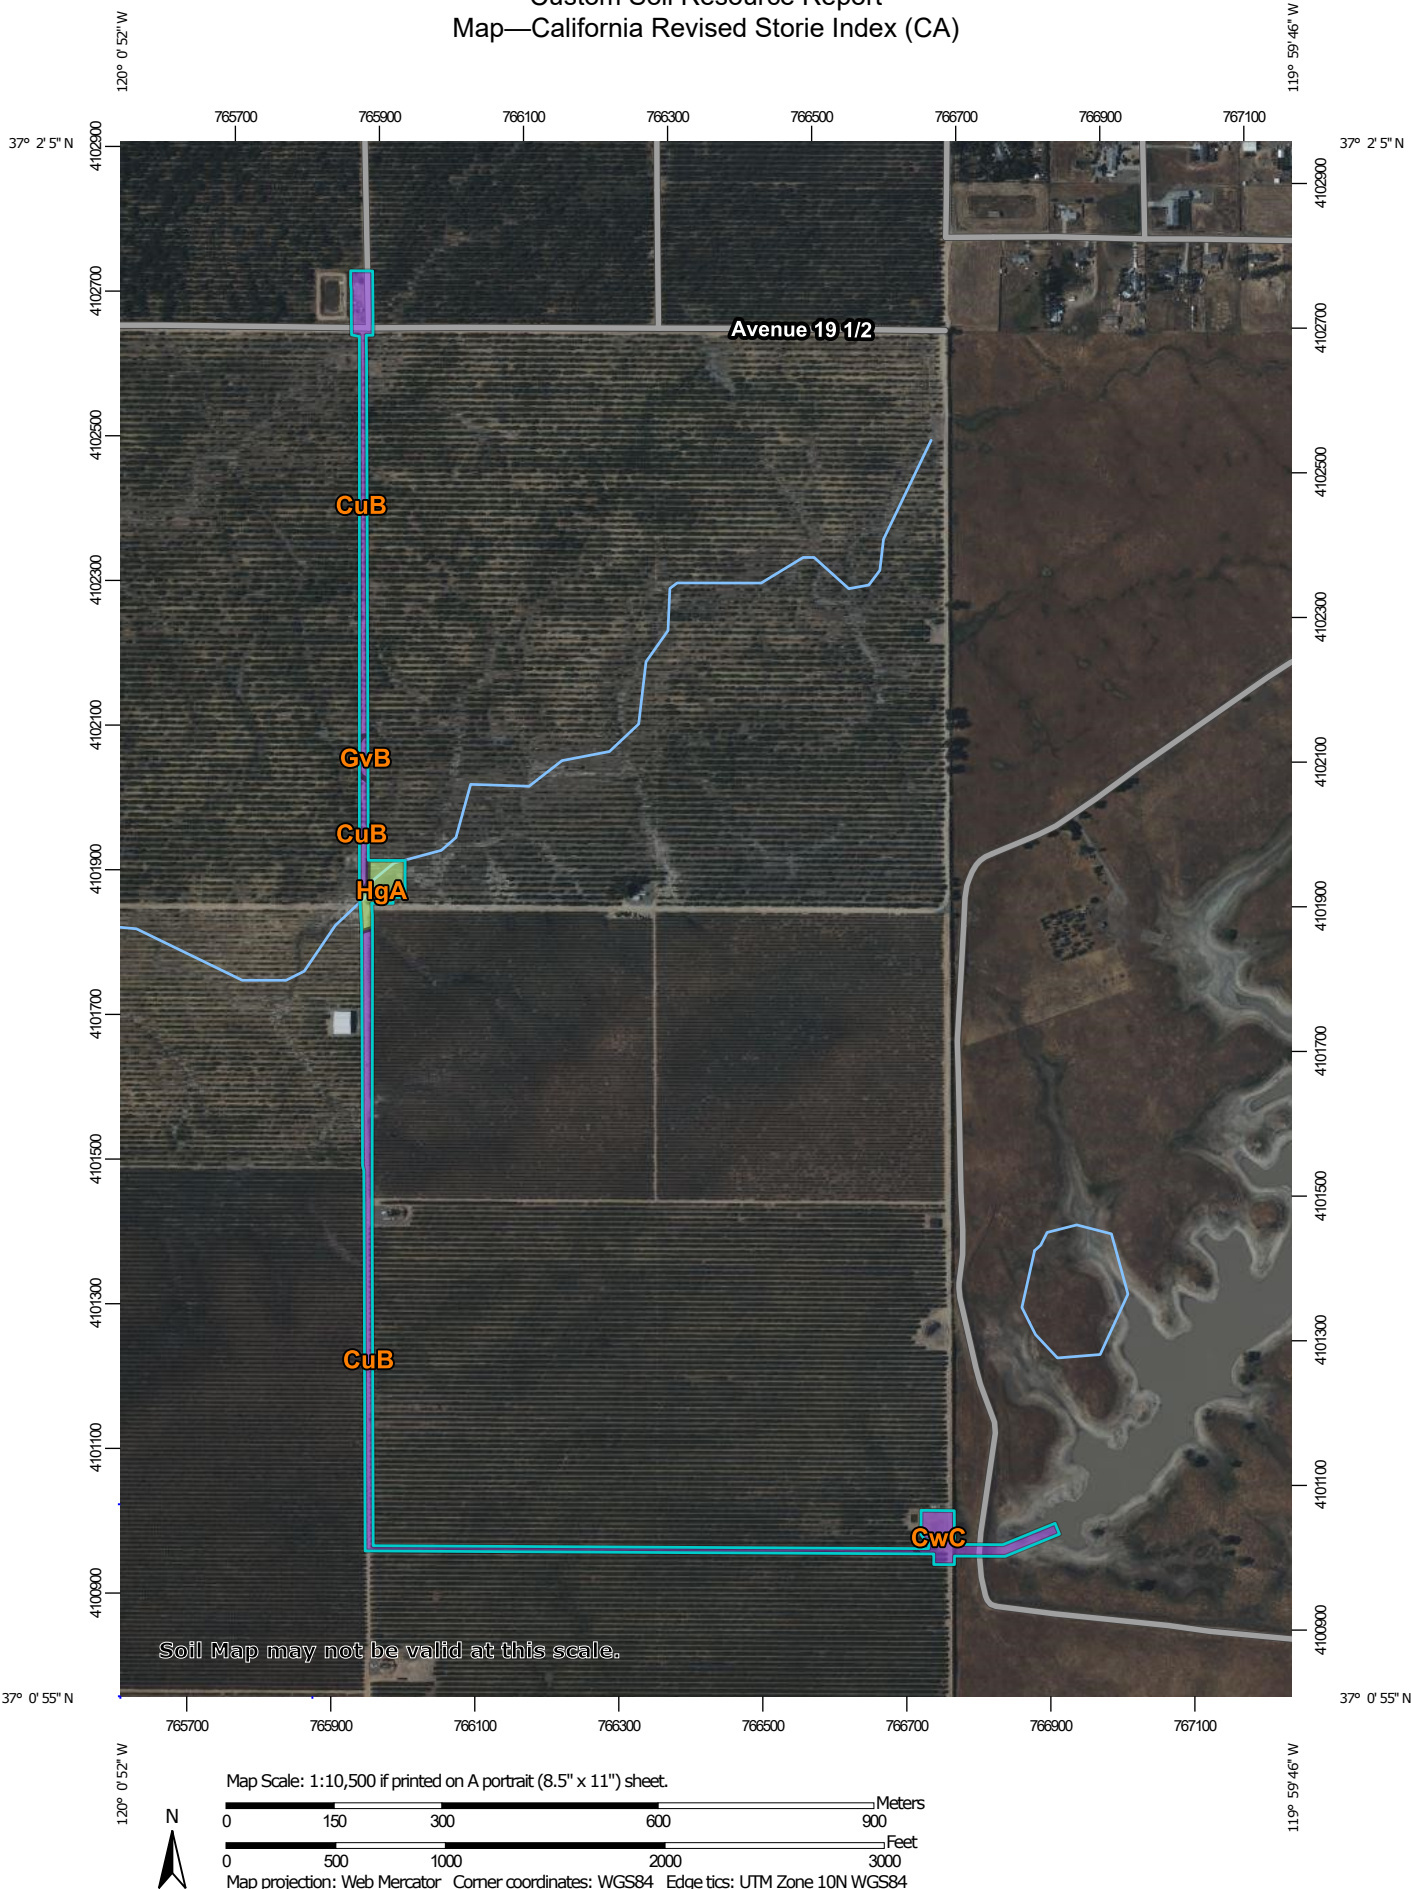 Custom Soil Resource Report
Map—California Revised Storie Index (CA)
120° 0' 52" W
119° 59' 46" W
765700 765900 766100 766300 766500 766700 766900 767100
37° 2' 5" N
37° 2' 5" N
4102900
4102900
4102700
4102700
Avenue 19 1/2
4102500
4102500
CuB
4102300
4102300
4102100
4102100
GvB
CuB
4101900
4101900
HgA
4101700
4101700
4101500
4101500
4101300
4101300
CuB
4101100
4101100
CwC
4100900
4100900
Soil Map may not be valid at this scale.
37° 0' 55" N
37° 0' 55" N
765700 765900 766100 766300 766500 766700 766900 767100
120° 0' 52" W
119° 59' 46" W
Map Scale: 1:10,500 if printed on A portrait (8.5" x 11") sheet.
N
Meters
0 150 300 600 900
Feet
0 500 1000 2000 3000
Map projection: Web Mercator Corner coordinates: WGS84 Edge tics: UTM Zone 10N WGS84